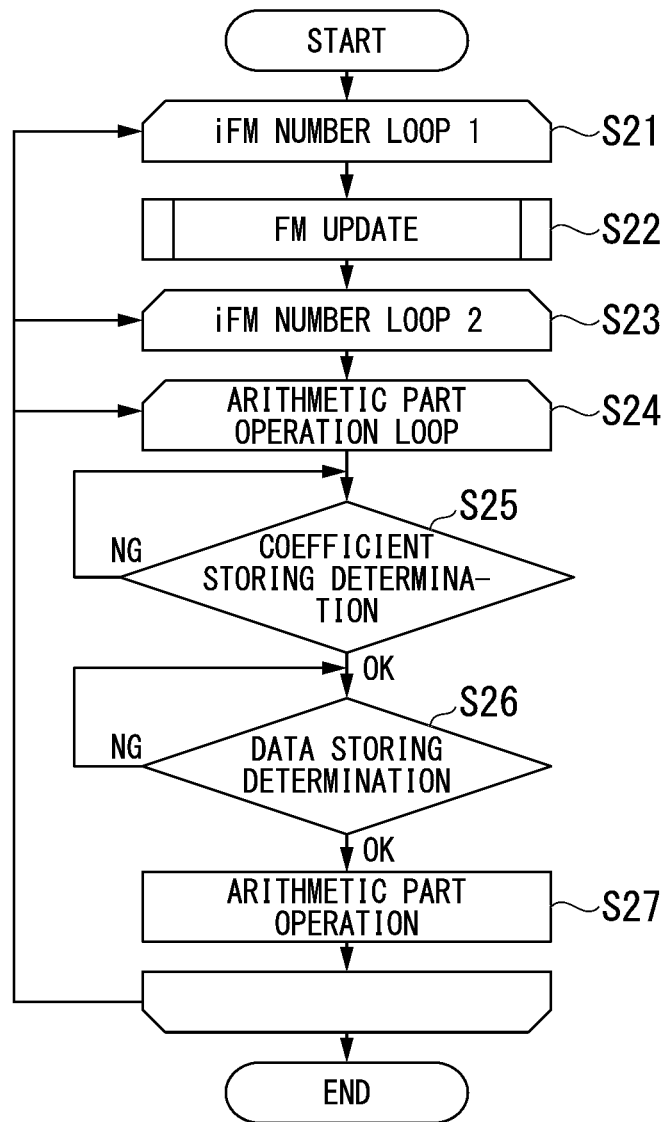 START
iFM NUMBER LOOP 1
S21
FM UPDATE
S22
iFM NUMBER LOOP 2
S23
ARITHMETIC PART
OPERATION LOOP
S24
S25
NG
COEFFICIENT
STORING DETERMINA-
TION
OK
S26
NG
DATA STORING
DETERMINATION
OK
ARITHMETIC PART
OPERATION
S27
END